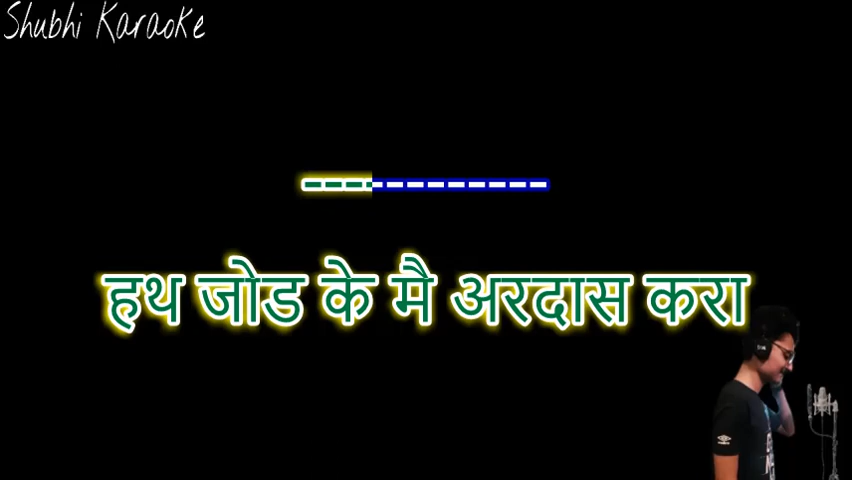 Shubhi Karaoke
------------
हथ जोड के मै अरदास करा